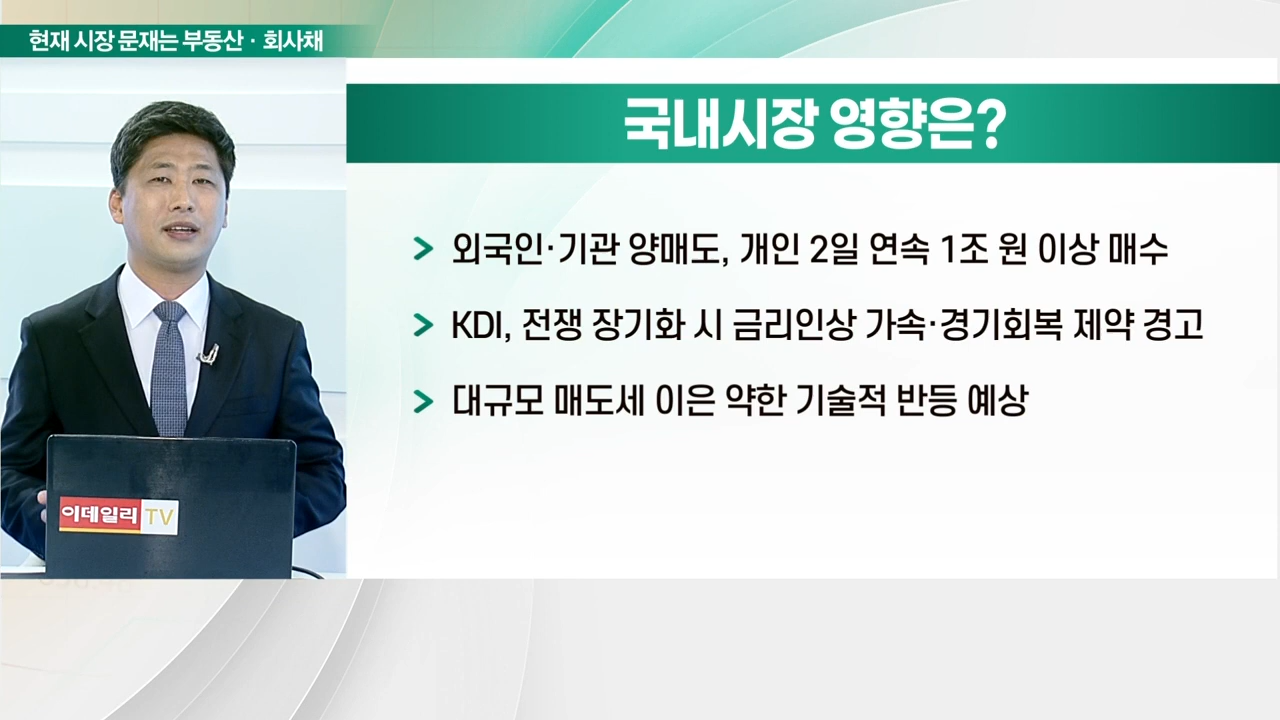 현재 시장 문재는 부동산 · 회사채
국내시장 영향은?
외국인·기관 양매도, 개인 2일 연속 1조 원 이상 매수
KDI, 전쟁 장기화 시 금리인상 가속·경기회복 제약 경고
대규모 매도세 이은 약한 기술적 반등 예상
이데일리 TV